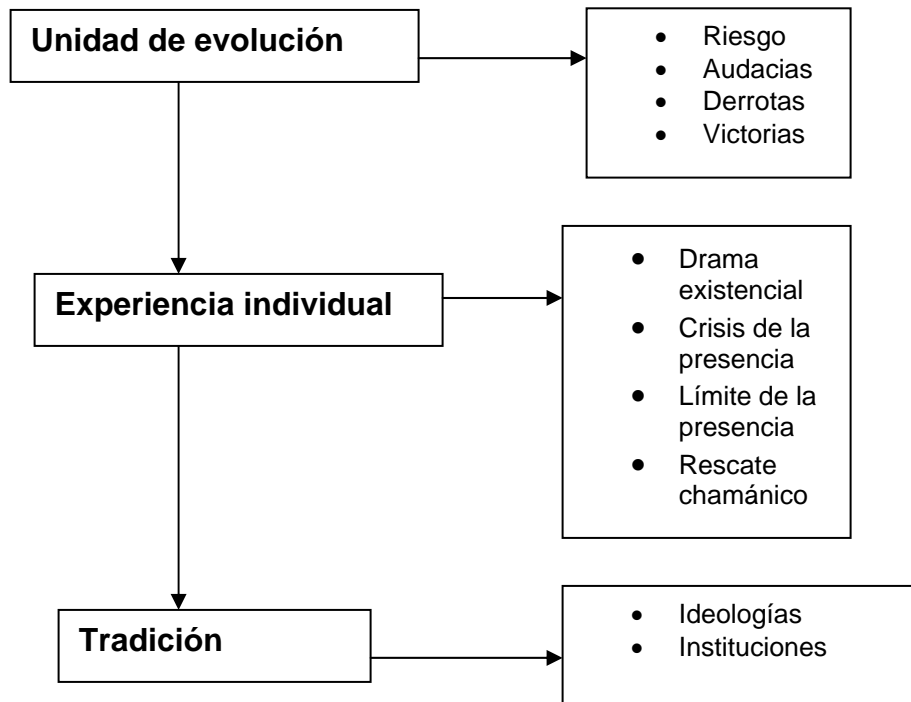 Unidad de evolución
• Riesgo
• Audacias
• Derrotas
• Victorias
Experiencia individual
• Drama
existencial
• Crisis de la
presencia
• Límite de la
presencia
• Rescate
chamánico
Tradición
• Ideologías
• Instituciones